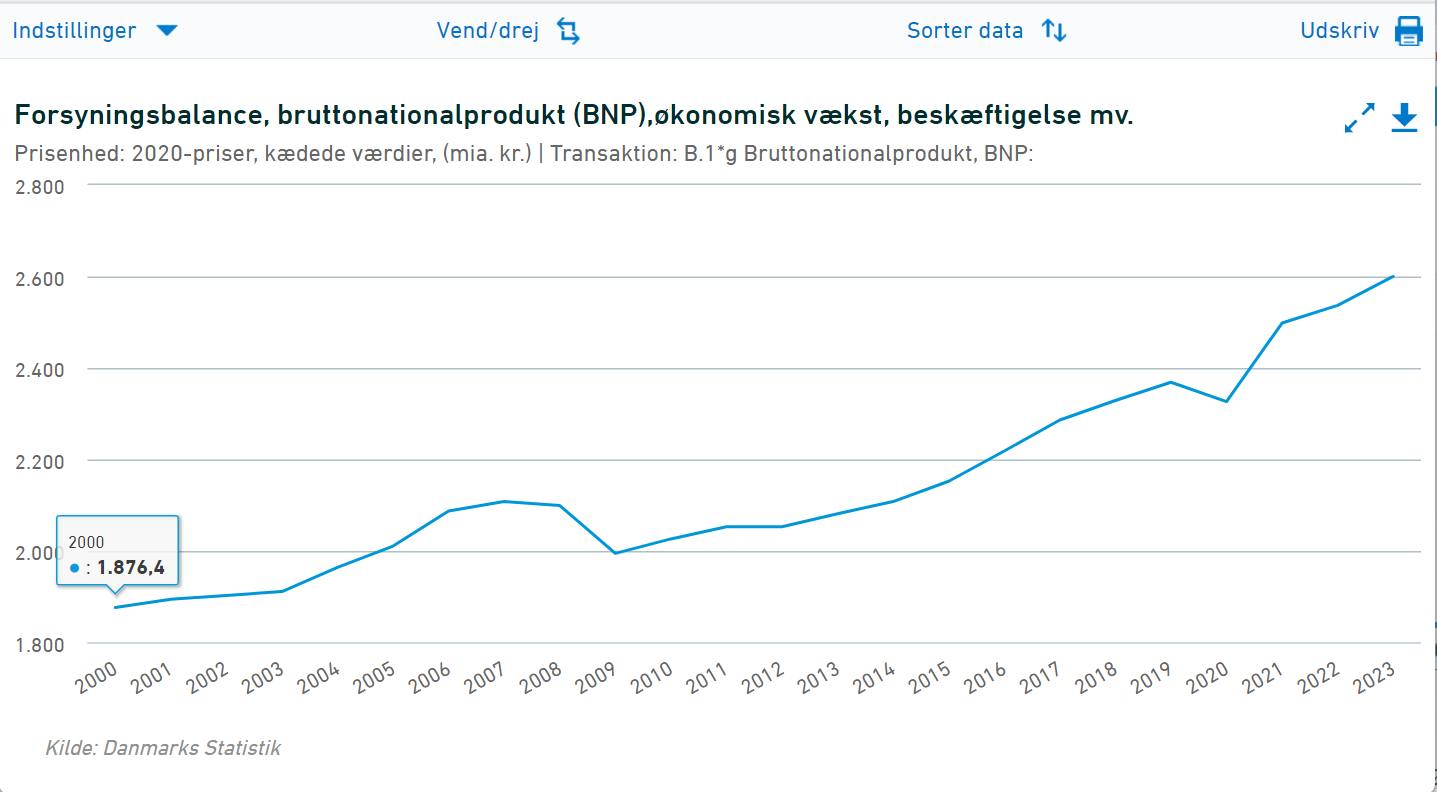 Indstillinger Vend/drej Sorter data Udskriv
Forsyningsbalance, bruttonationalprodukt (BNP),økonomisk vækst, beskæftigelse mv.
Prisenhed: 2020-priser, kædede værdier, (mia. kr.) | Transaktion: B.1*g Bruttonationalprodukt, BNP:
2.800
2.600
2.400
2.200
2000
2.000
: 1.876,4
1.800
2000 2001 2002 2003 2004 2005 2006 2007 2008 2009 2010 2011 2012 2013 2014 2015 2016 2017 2018 2019 2020 2021 2022 2023
Kilde: Danmarks Statistik